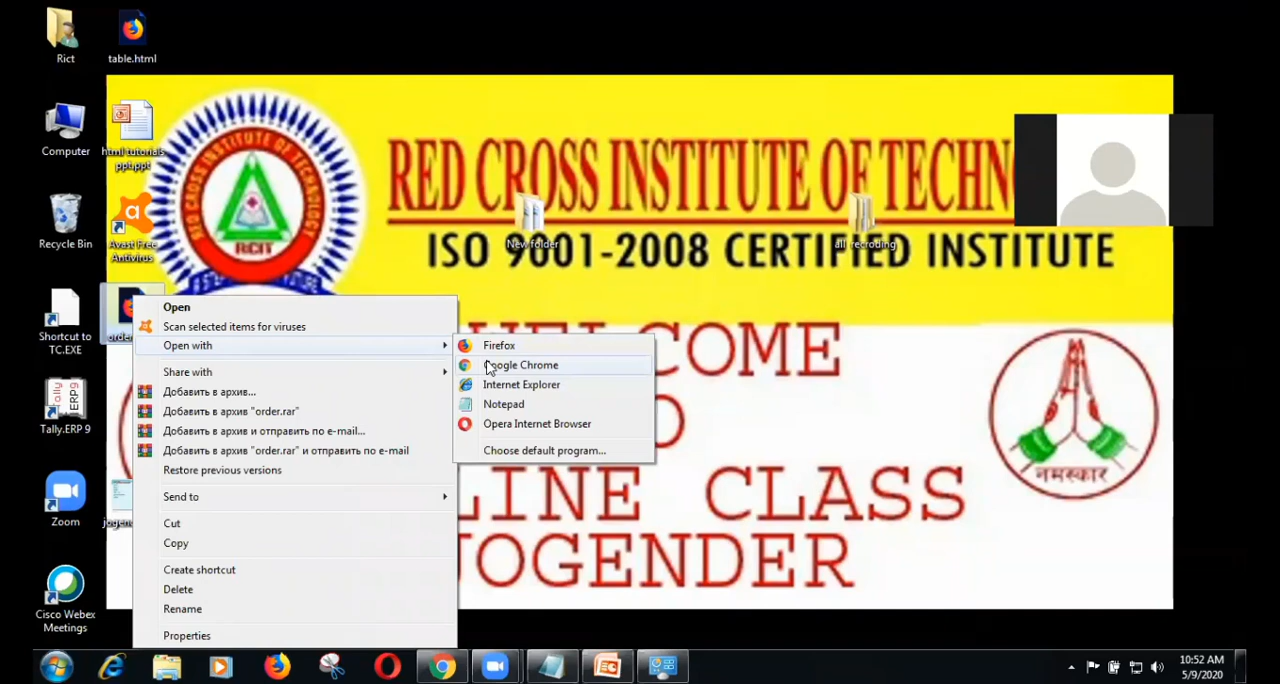 Rict
table.html
Computer
html tutorials
ppt.ppt
Recycle Bin
Avast Free
Antivirus
Shortcut to
TC.EXE
Tally.ERP 9
Zoom
Cisco Webex
Meetings
INSTITUTE OF TECHNOLOGY
RCIT
RED CROSS INSTITUTE OF TECHN
ISO 9001-2008 CERTIFIED INSTITUTE
New folder
all recroding
COME
O
LINE CLASS
JOGENDER
नमस्कार
Open
Scan selected items for viruses
Open with
Share with
Добавить в архив...
Добавить в архив "order.rar"
Добавить в архив и отправить по e-mail...
Добавить в архив "order.rar" и отправить по e-mail
Restore previous versions
Send to
Cut
Copy
Create shortcut
Delete
Rename
Properties
Firefox
Google Chrome
Internet Explorer
Notepad
Opera Internet Browser
Choose default program...
10:52 AM
5/9/2020